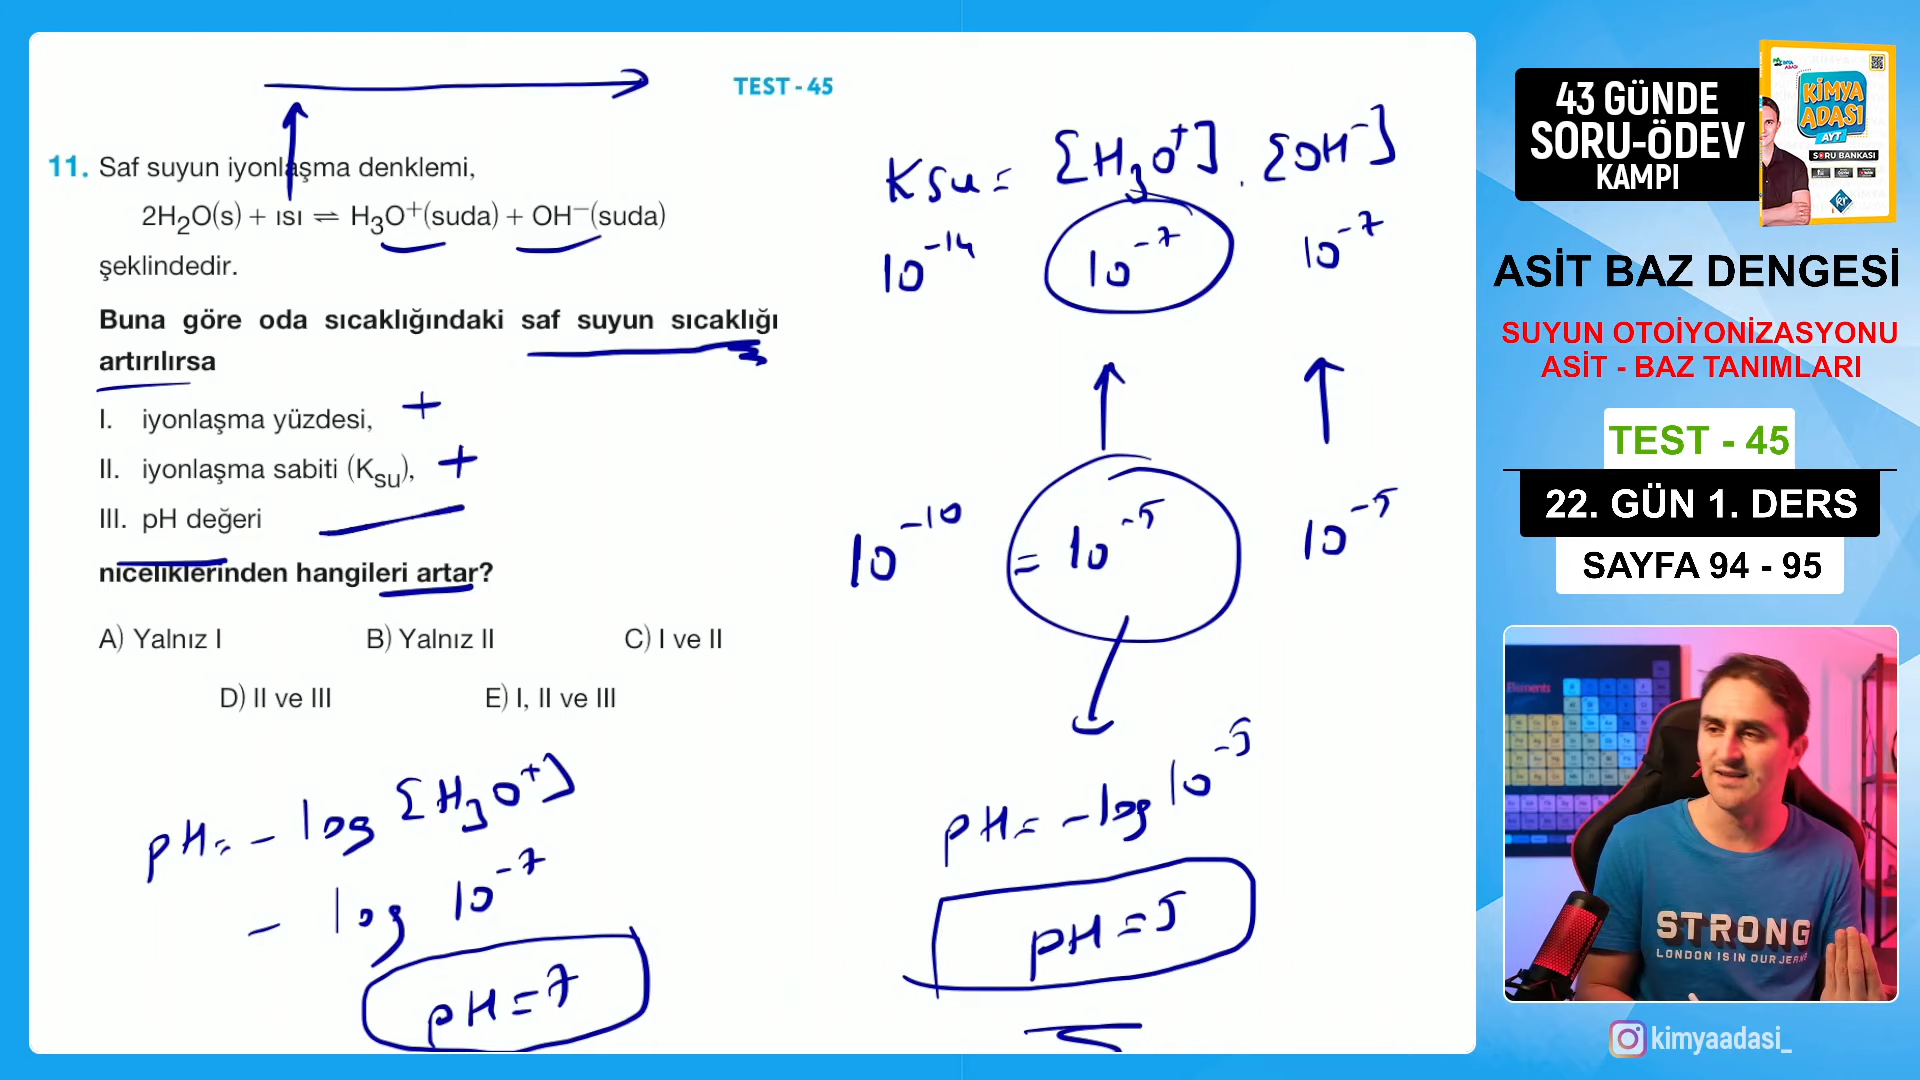 TEST - 45
11. Saf suyun iyonlaşma denklemi,
2H₂O(s) + ısı ⇌ H₃O⁺(suda) + OH⁻(suda)
şeklindedir.
Buna göre oda sıcaklığındaki saf suyun sıcaklığı
artırılırsa
I. iyonlaşma yüzdesi, +
II. iyonlaşma sabiti (Ksu), +
III. pH değeri
niceliklerinden hangileri artar?
A) Yalnız I B) Yalnız II C) I ve II
D) II ve III E) I, II ve III
pH = - log [H₃O⁺]
- log 10⁻⁷
pH = 7
Ksu = [H₃O⁺] . [OH⁻]
10⁻¹⁴ 10⁻⁷ 10⁻⁷
10⁻¹⁰ = 10⁻⁵ 10⁻⁵
pH = -log 10⁻⁵
pH = 5
43 GÜNDE
SORU-ÖDEV
KAMPI
KİMYA
ADASI
AYT
SORU BANKASI
ASİT BAZ DENGESİ
SUYUN OTOİYONİZASYONU
ASİT - BAZ TANIMLARI
TEST - 45
22. GÜN 1. DERS
SAYFA 94 - 95
Elements
STRONG
LONDON IS IN OUR
kimyaadasi_